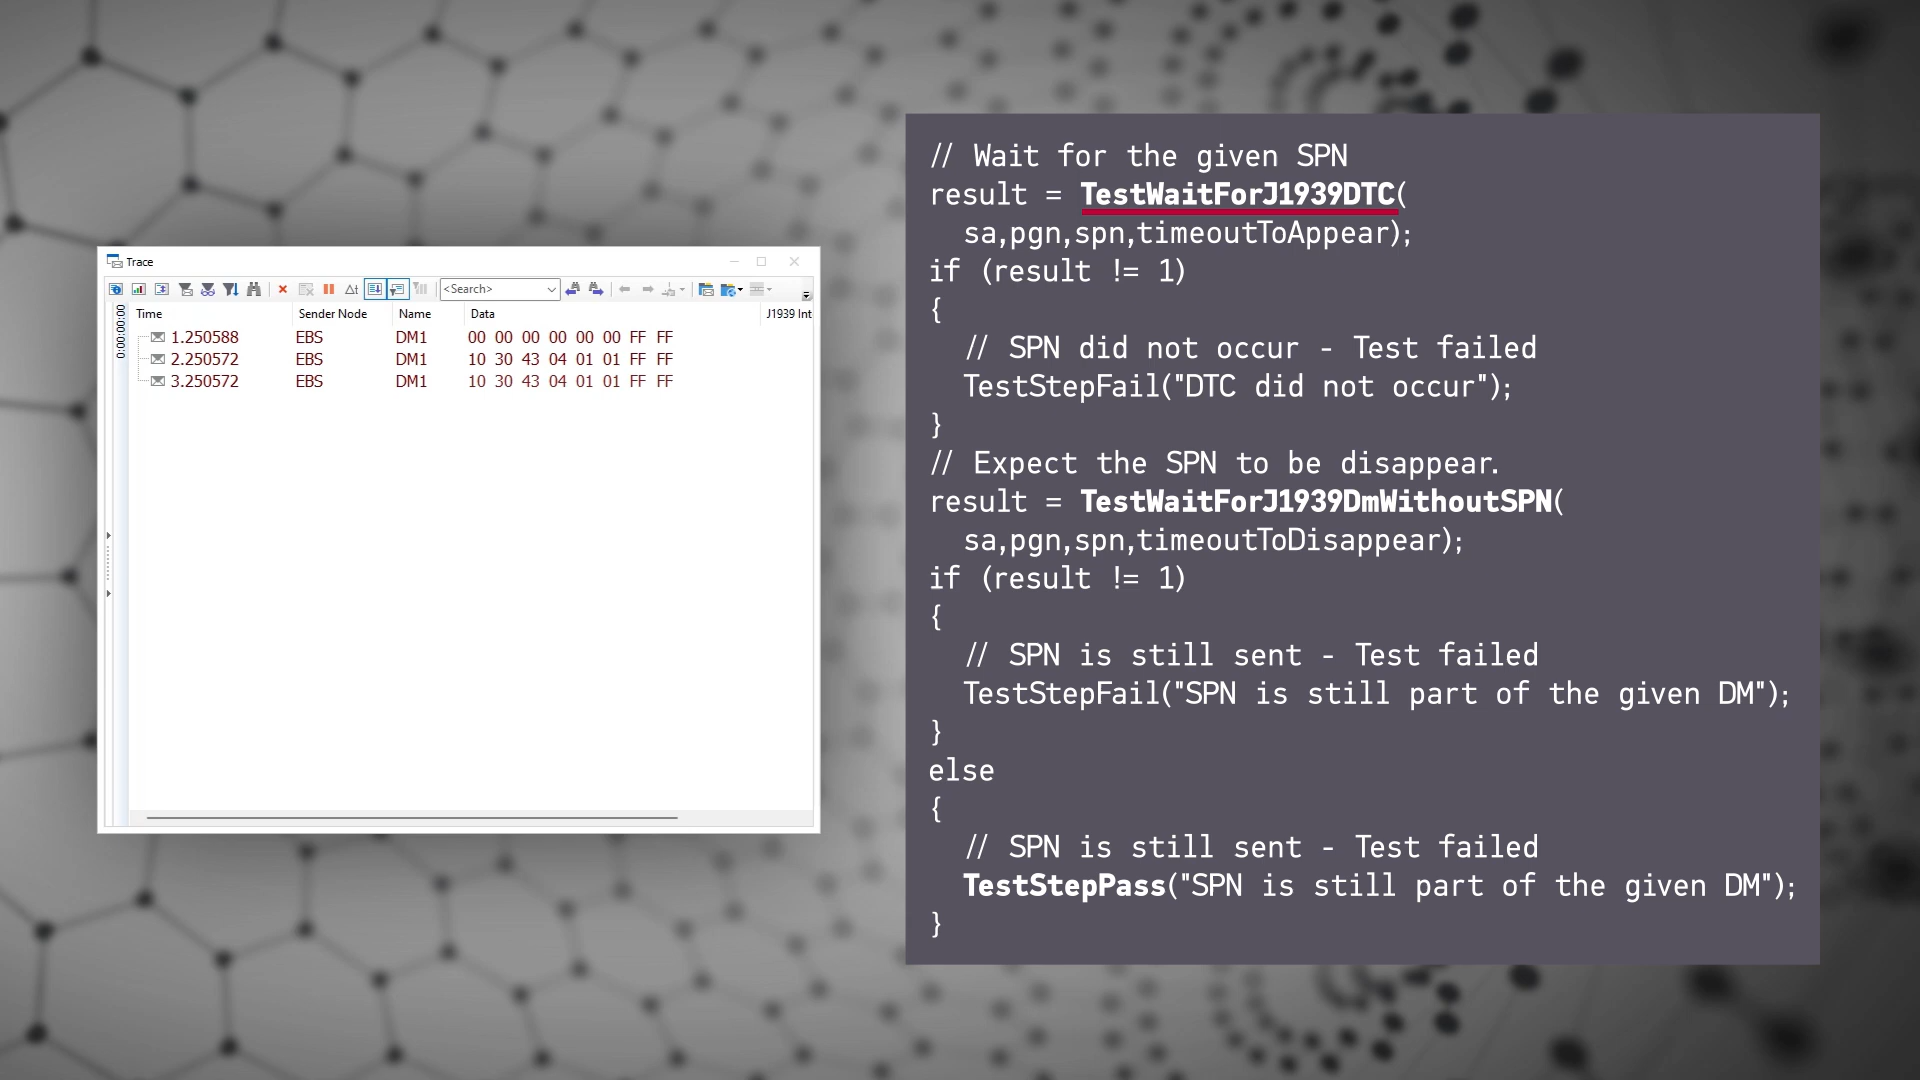 Trace
<Search>
Time Sender Node Name Data J1939 Int
0:00:00:00
1.250588 EBS DM1 00 00 00 00 00 00 FF FF
2.250572 EBS DM1 10 30 43 04 01 01 FF FF
3.250572 EBS DM1 10 30 43 04 01 01 FF FF
// Wait for the given SPN
result = TestWaitForJ1939DTC(
sa,pgn,spn,timeoutToAppear);
if (result != 1)
{
// SPN did not occur - Test failed
TestStepFail("DTC did not occur");
}
// Expect the SPN to be disappear.
result = TestWaitForJ1939DmWithoutSPN(
sa,pgn,spn,timeoutToDisappear);
if (result != 1)
{
// SPN is still sent - Test failed
TestStepFail("SPN is still part of the given DM");
}
else
{
// SPN is still sent - Test failed
TestStepPass("SPN is still part of the given DM");
}